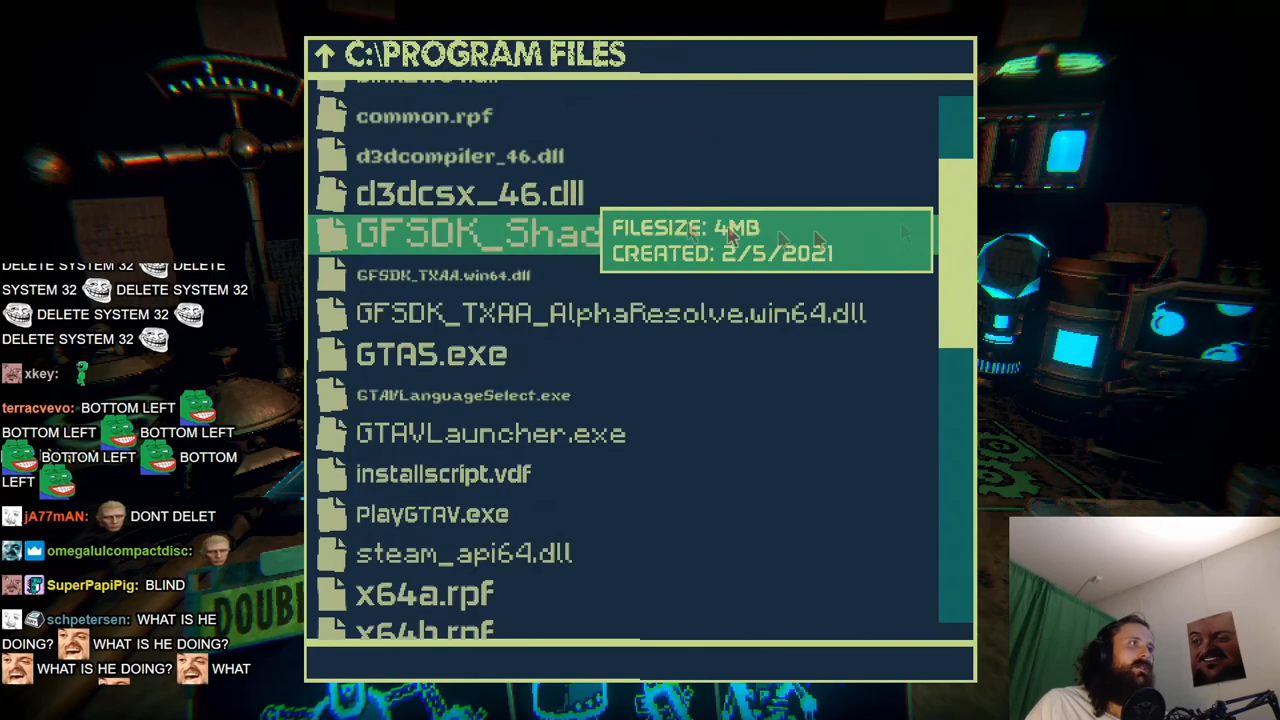 C:\PROGRAM FILES
common.rpf
d3dcompiler_46.dll
d3dcsx_46.dll
GFSDK_Shad
FILESIZE: 4MB
CREATED: 2/5/2021
GFSDK_TXAA.win64.dll
GFSDK_TXAA_AlphaResolve.win64.dll
GTA5.exe
GTAVLanguageSelect.exe
GTAVLauncher.exe
installscript.vdf
PlayGTAV.exe
steam_api64.dll
x64a.rpf
x64b.rpf
DELETE SYSTEM 32 DELETE
SYSTEM 32 DELETE SYSTEM 32
DELETE SYSTEM 32
DELETE SYSTEM 32
xkey:
terracvevo: BOTTOM LEFT
BOTTOM LEFT BOTTOM LEFT
BOTTOM LEFT BOTTOM
LEFT
jA77mAN: DONT DELET
omegalulcompactdisc:
SuperPapiPig: BLIND
schpetersen: WHAT IS HE
DOING? WHAT IS HE DOING?
WHAT IS HE DOING? WHAT
DOUB